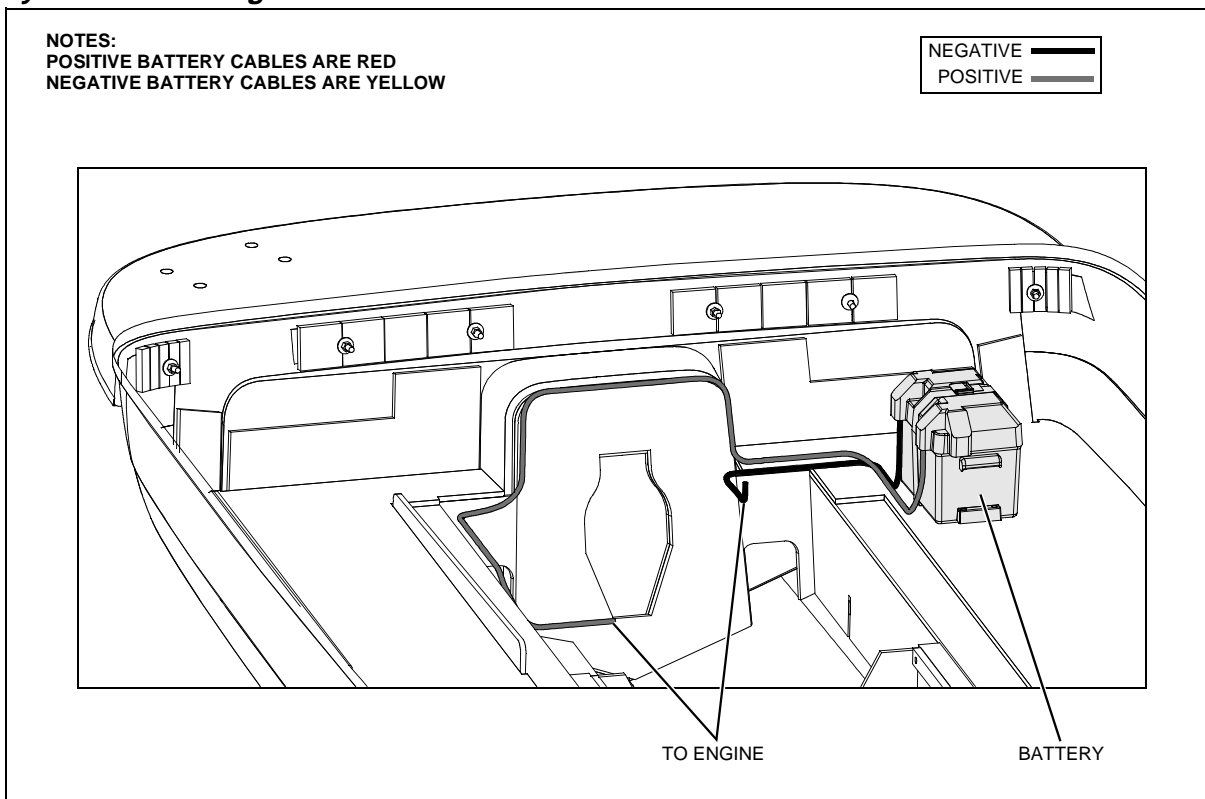 NOTES:
POSITIVE BATTERY CABLES ARE RED
NEGATIVE BATTERY CABLES ARE YELLOW
NEGATIVE
POSITIVE
TO ENGINE
BATTERY